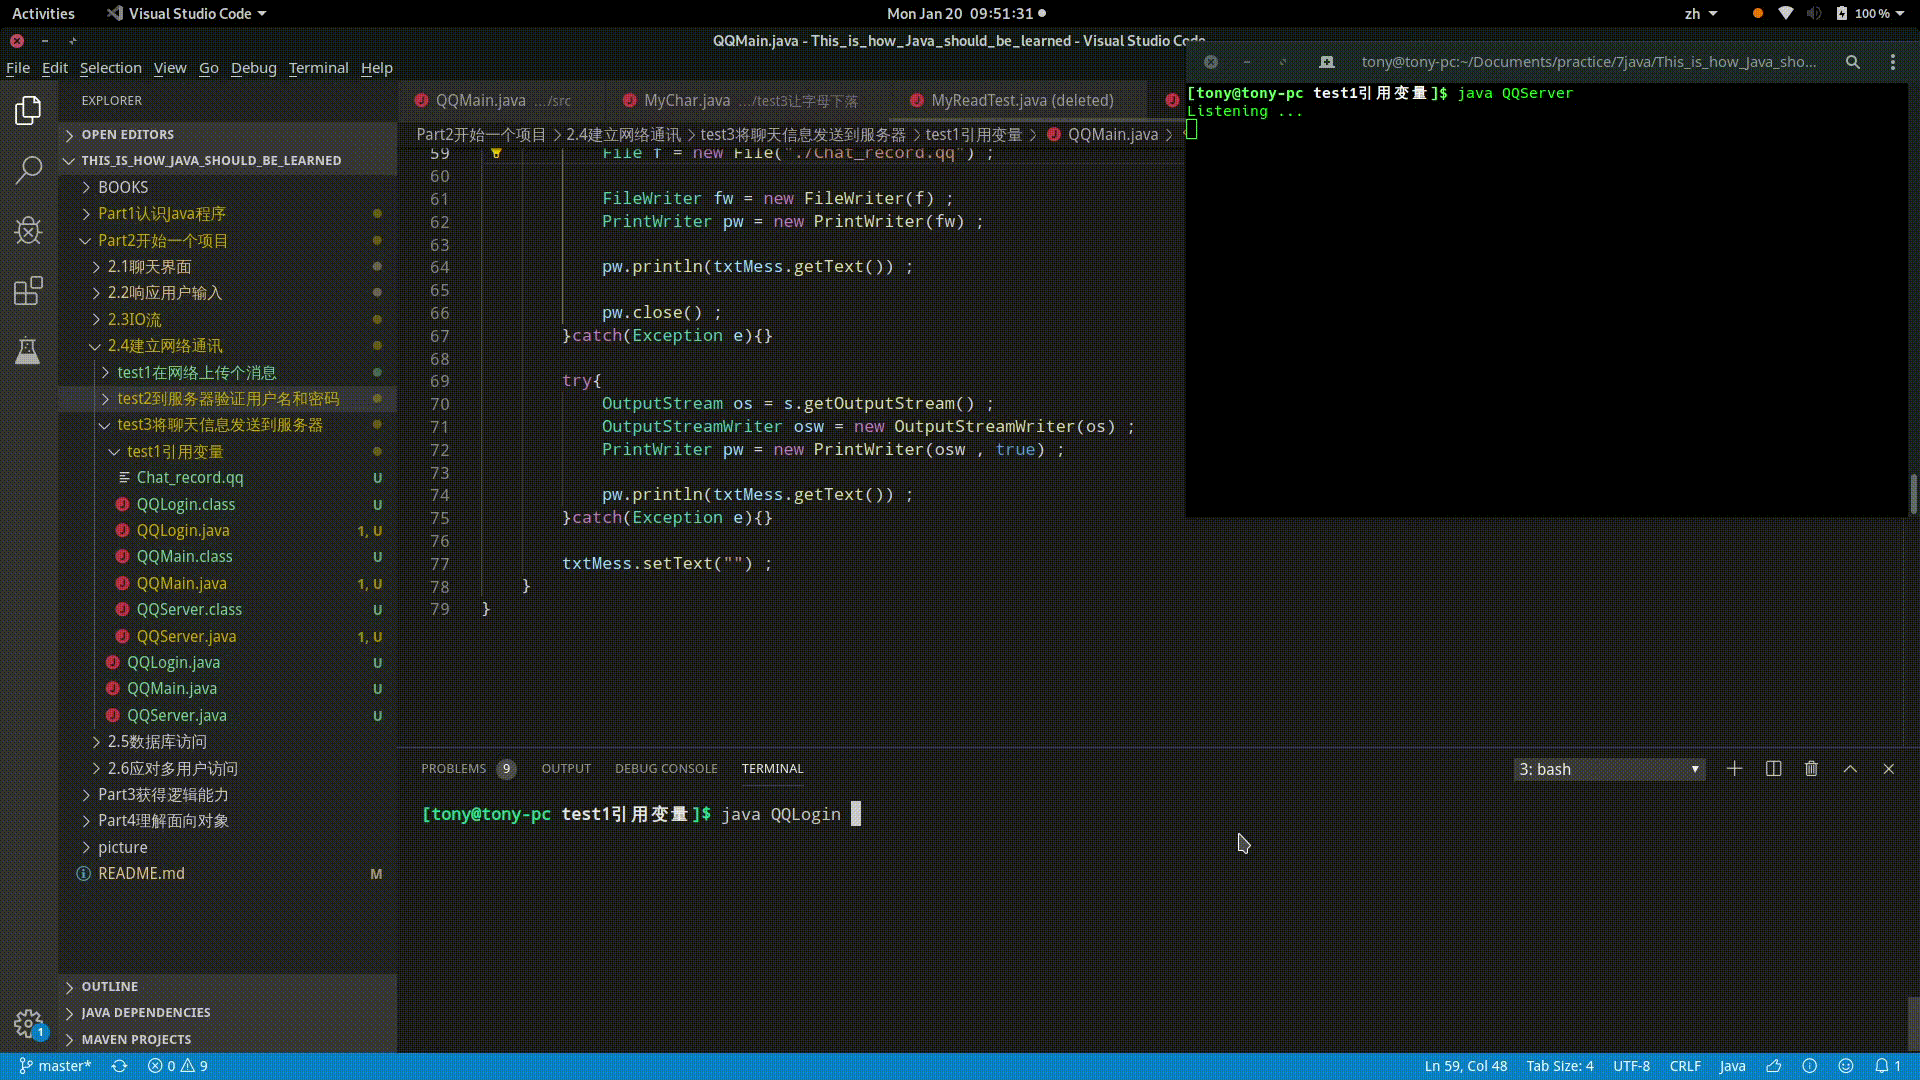 Activities
Visual Studio Code
Mon Jan 20 09:51:31
zh
100 %
QQMain.java - This_is_how_Java_should_be_learned - Visual Studio Code
File Edit Selection View Go Debug Terminal Help
tony@tony-pc:~/Documents/practice/7java/This_is_how_Java_sho...
[tony@tony-pc test1引用变量]$ java QQServer
Listening ...
EXPLORER
OPEN EDITORS
THIS_IS_HOW_JAVA_SHOULD_BE_LEARNED
BOOKS
Part1认识Java程序
Part2开始一个项目
2.1聊天界面
2.2响应用户输入
2.3IO流
2.4建立网络通讯
test1在网络上传个消息
test2到服务器验证用户名和密码
test3将聊天信息发送到服务器
test1引用变量
Chat_record.qq U
QQLogin.class U
QQLogin.java 1, U
QQMain.class U
QQMain.java 1, U
QQServer.class U
QQServer.java 1, U
QQLogin.java U
QQMain.java U
QQServer.java U
2.5数据库访问
2.6应对多用户访问
Part3获得逻辑能力
Part4理解面向对象
picture
README.md M
OUTLINE
JAVA DEPENDENCIES
MAVEN PROJECTS
QQMain.java .../src
MyChar.java .../test3让字母下落
MyReadTest.java (deleted)
Part2开始一个项目 > 2.4建立网络通讯 > test3将聊天信息发送到服务器 > test1引用变量 > QQMain.java >
59 File f = new File("./Chat_record.qq") ;
60
61 FileWriter fw = new FileWriter(f) ;
62 PrintWriter pw = new PrintWriter(fw) ;
63
64 pw.println(txtMess.getText()) ;
65
66 pw.close() ;
67 }catch(Exception e){}
68
69 try{
70 OutputStream os = s.getOutputStream() ;
71 OutputStreamWriter osw = new OutputStreamWriter(os) ;
72 PrintWriter pw = new PrintWriter(osw , true) ;
73
74 pw.println(txtMess.getText()) ;
75 }catch(Exception e){}
76
77 txtMess.setText("") ;
78 }
79 }
PROBLEMS 9 OUTPUT DEBUG CONSOLE TERMINAL
3: bash
[tony@tony-pc test1引用变量]$ java QQLogin
1
master*
0 9
Ln 59, Col 48
Tab Size: 4
UTF-8
CRLF
Java
1